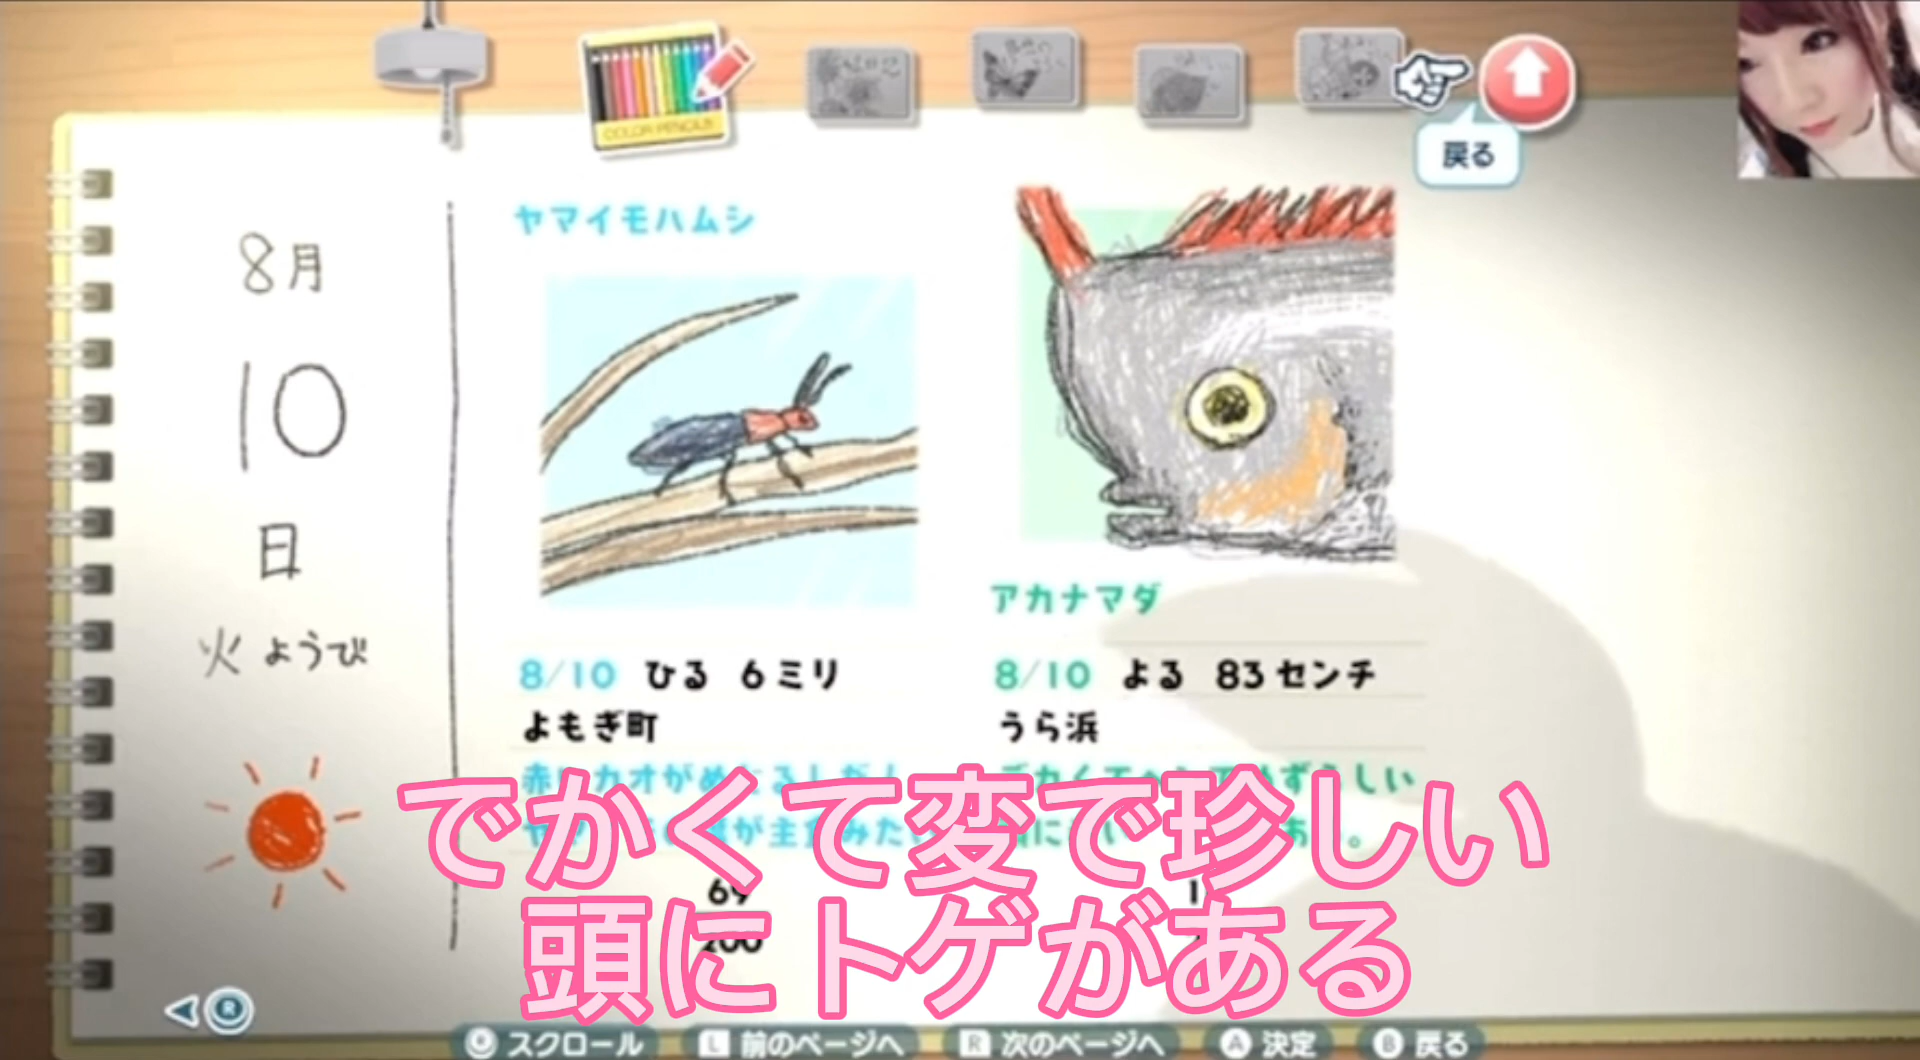 COLOR PENCILS
戻る
8月
10
日
火ようび
ヤマイモハムシ
8/10 ひる 6ミリ
よもぎ町
アカナマダ
8/10 よる 83センチ
うら浜
でかくて変で珍しい
頭にトゲがある
69
200
R
スクロール L 前のページへ R 次のページへ A 決定 B 戻る